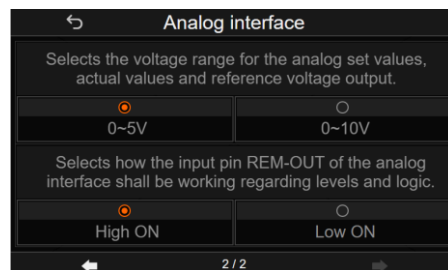 Analog interface
Selects the voltage range for the analog set values,
actual values and reference voltage output.
0~5V
0~10V
Selects how the input pin REM-OUT of the analog
interface shall be working regarding levels and logic.
High ON
Low ON
2/2